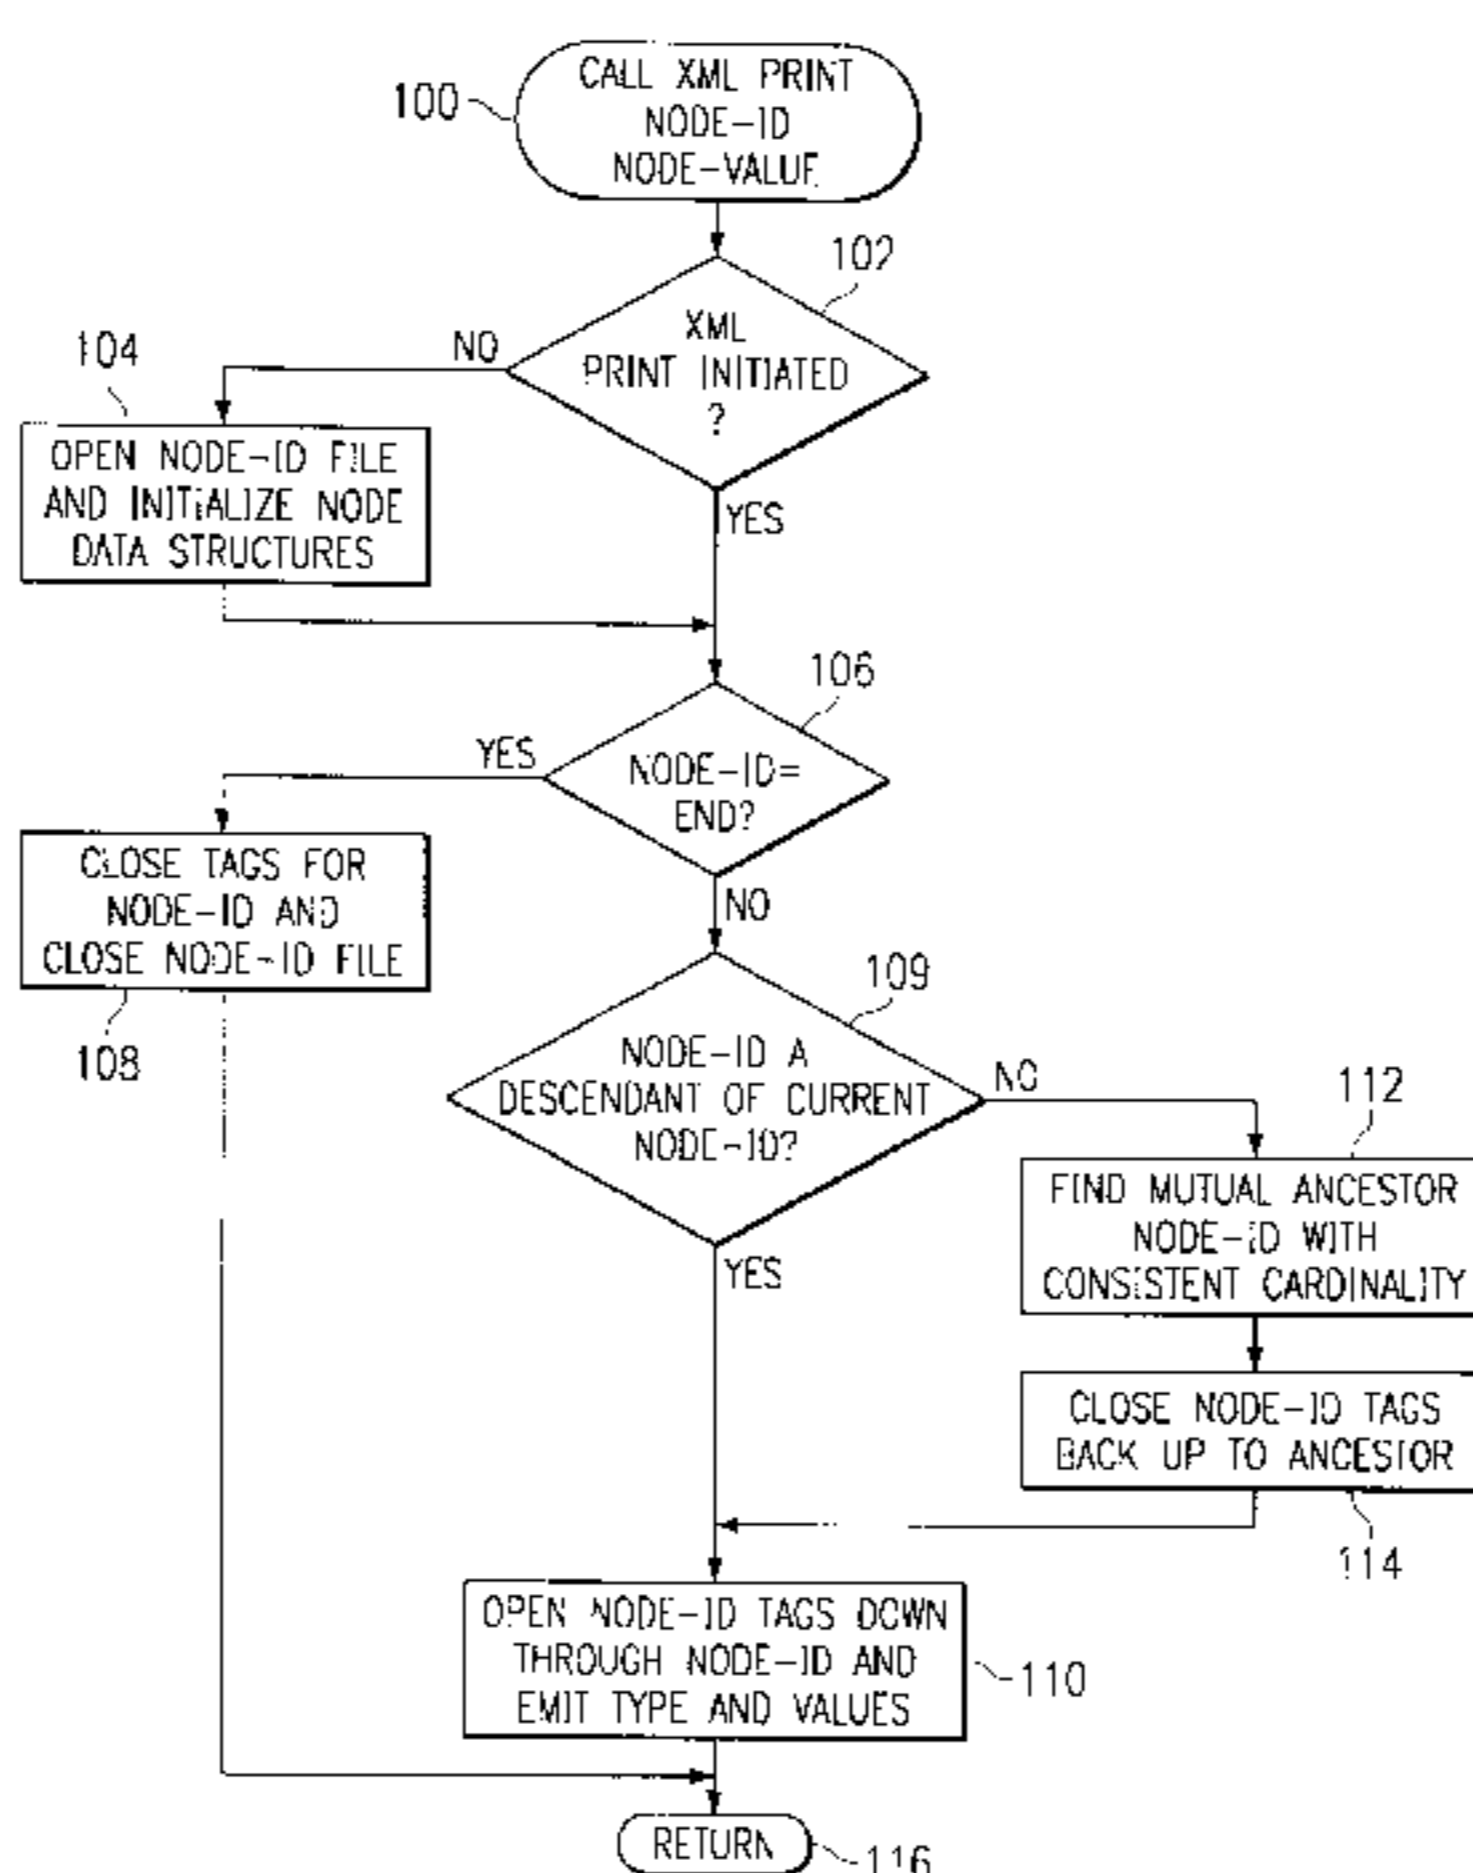 CALL XML PRINT
NODE-ID
NODE-VALUE
100
102
XML
PRINT INITIATED
?
NO
YES
104
OPEN NODE-ID FILE
AND INITIALIZE NODE
DATA STRUCTURES
106
NODE-ID=
END?
YES
NO
CLOSE TAGS FOR
NODE-ID AND
CLOSE NODE-ID FILE
108
109
NODE-ID A
DESCENDANT OF CURRENT
NODE-ID?
NO
YES
112
FIND MUTUAL ANCESTOR
NODE-ID WITH
CONSISTENT CARDINALITY
CLOSE NODE-ID TAGS
BACK UP TO ANCESTOR
114
OPEN NODE-ID TAGS DOWN
THROUGH NODE-ID AND
EMIT TYPE AND VALUES
110
RETURN
116